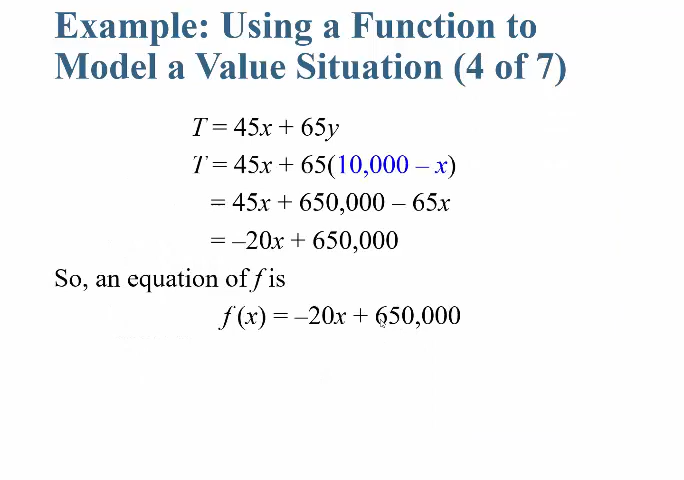 Example: Using a Function to
Model a Value Situation (4 of 7)
T = 45x + 65y
T = 45x + 65(10,000 – x)
= 45x + 650,000 – 65x
= –20x + 650,000
So, an equation of f is
f (x) = –20x + 650,000